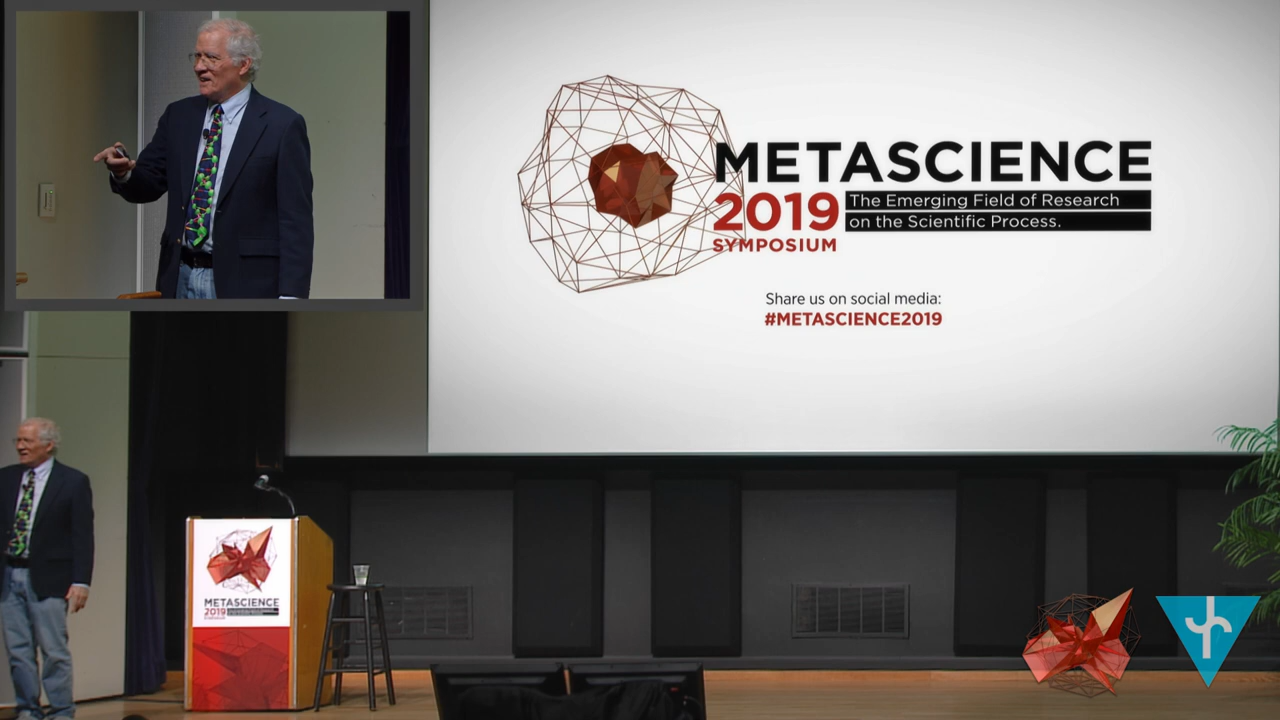 METASCIENCE
2019
The Emerging Field of Research
on the Scientific Process.
SYMPOSIUM
Share us on social media:
#METASCIENCE2019
METASCIENCE
2019
SYMPOSIUM